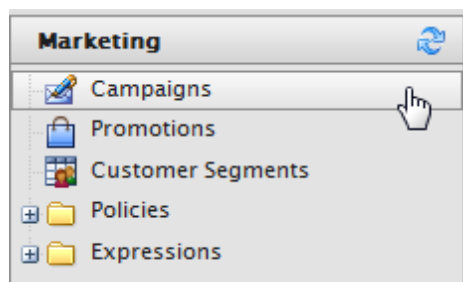 Marketing
Campaigns
Promotions
Customer Segments
Policies
Expressions